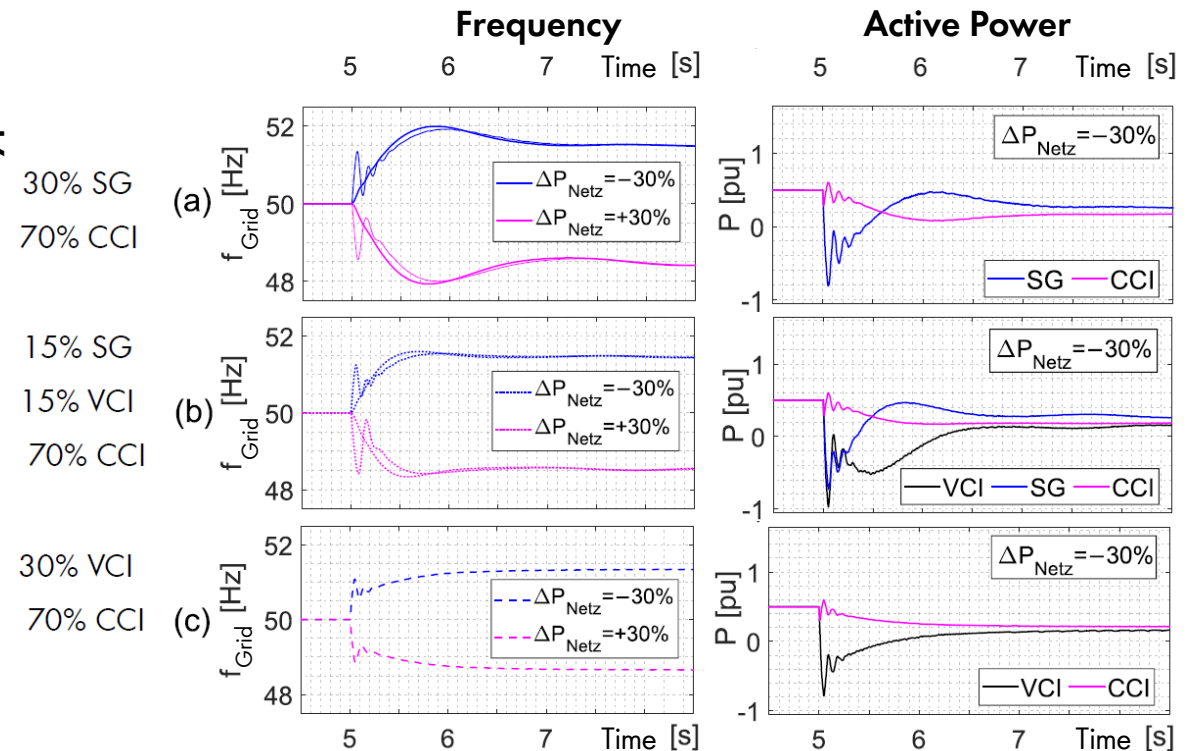 Frequency
Active Power
5 6 7 Time [s]
5 6 7 Time [s]
30% SG
70% CCI
(a)
f_Grid [Hz]
52
50
48
ΔP_Netz=−30%
ΔP_Netz=+30%
P [pu]
1
0
-1
ΔP_Netz=−30%
SG CCI
15% SG
15% VCI
70% CCI
(b)
f_Grid [Hz]
52
50
48
ΔP_Netz=−30%
ΔP_Netz=+30%
P [pu]
1
0
-1
ΔP_Netz=−30%
VCI SG CCI
30% VCI
70% CCI
(c)
f_Grid [Hz]
52
50
48
ΔP_Netz=−30%
ΔP_Netz=+30%
P [pu]
1
0
-1
ΔP_Netz=−30%
VCI CCI
5 6 7 Time [s]
5 6 7 Time [s]